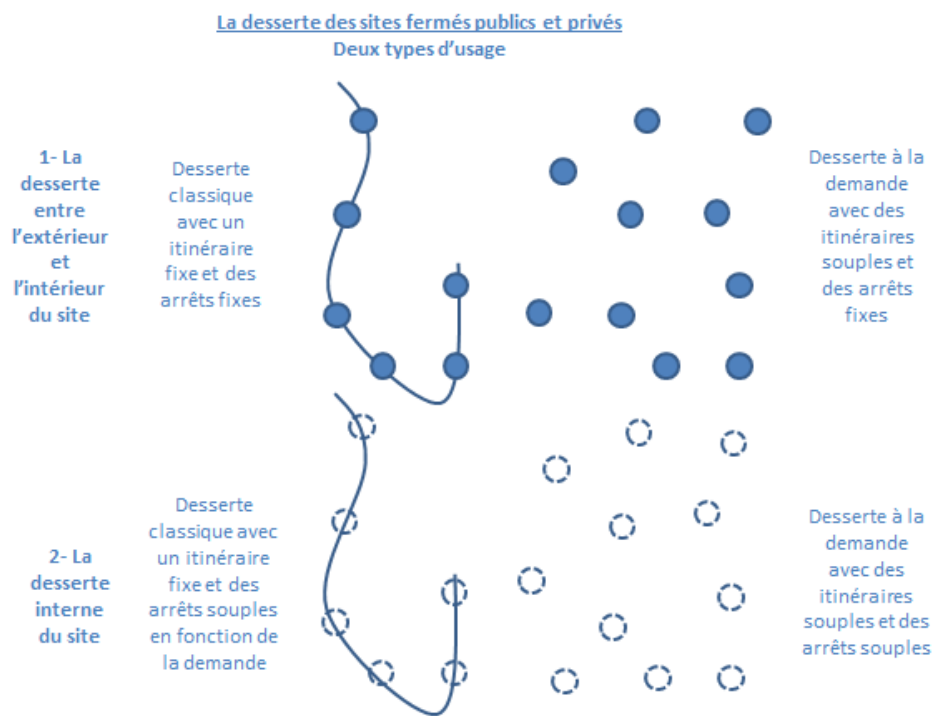 La desserte des sites fermés publics et privés
Deux types d'usage
1- La
desserte
entre
l'extérieur
et
l'intérieur
du site
Desserte
classique
avec un
itinéraire
fixe et des
arrêts fixes
Desserte à la
demande
avec des
itinéraires
souples et
des arrêts
fixes
2- La
desserte
interne
du site
Desserte
classique avec
un itinéraire
fixe et des
arrêts souples
en fonction de
la demande
Desserte à la
demande
avec des
itinéraires
souples et des
arrêts souples